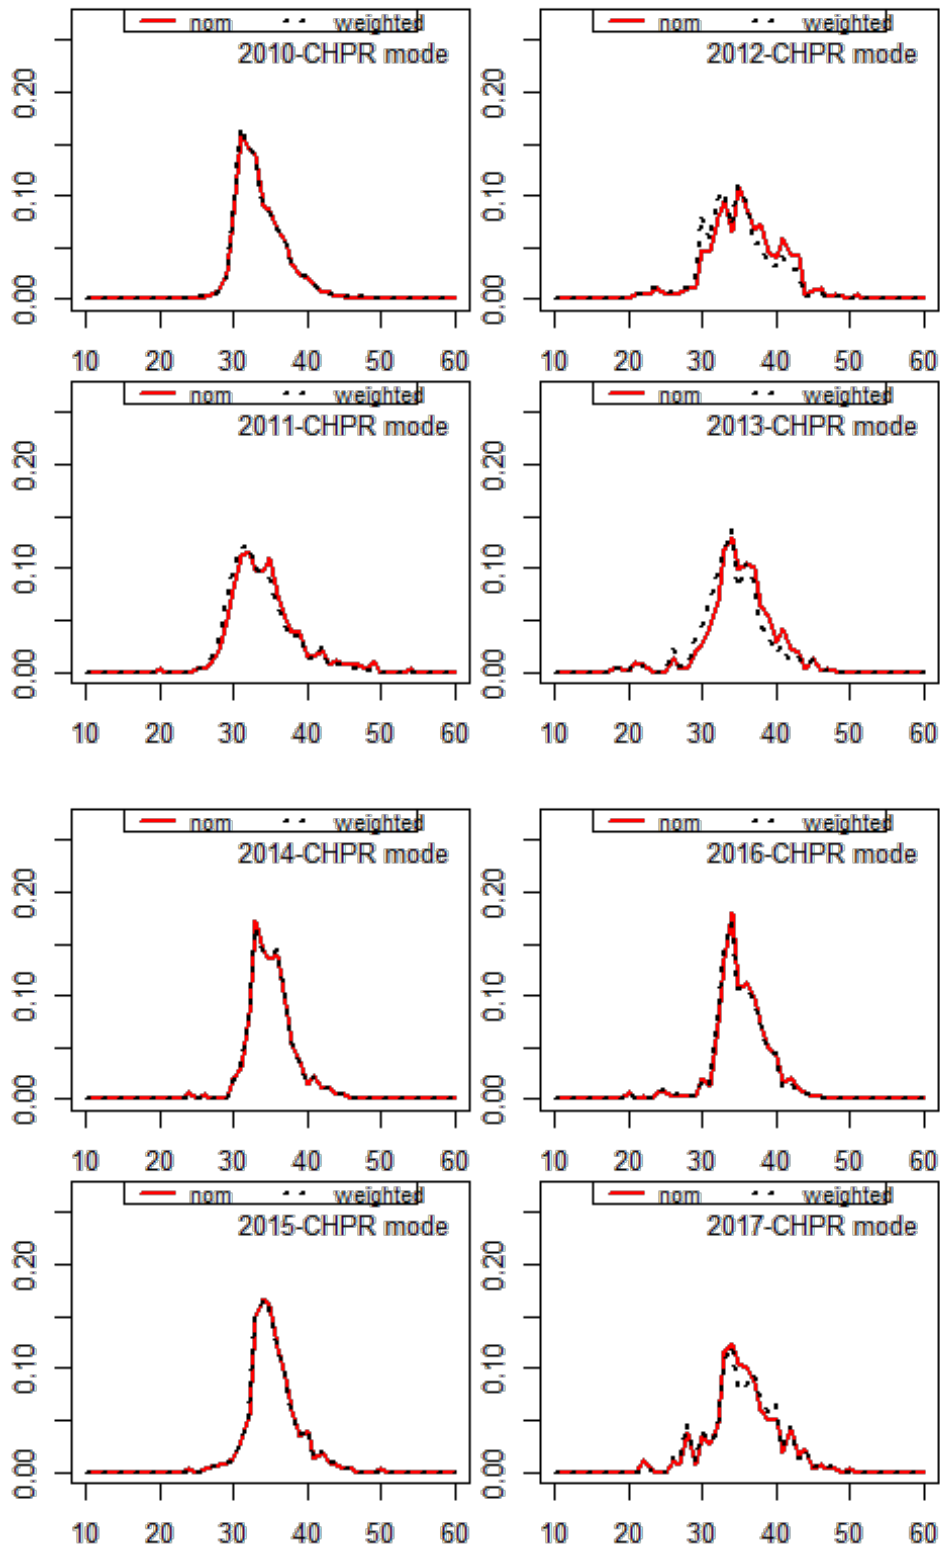 nom weighted
2010-CHPR mode
0.00 0.10 0.20
10 20 30 40 50 60
nom weighted
2012-CHPR mode
0.00 0.10 0.20
10 20 30 40 50 60
nom weighted
2011-CHPR mode
0.00 0.10 0.20
10 20 30 40 50 60
nom weighted
2013-CHPR mode
0.00 0.10 0.20
10 20 30 40 50 60
nom weighted
2014-CHPR mode
0.00 0.10 0.20
10 20 30 40 50 60
nom weighted
2016-CHPR mode
0.00 0.10 0.20
10 20 30 40 50 60
nom weighted
2015-CHPR mode
0.00 0.10 0.20
10 20 30 40 50 60
nom weighted
2017-CHPR mode
0.00 0.10 0.20
10 20 30 40 50 60